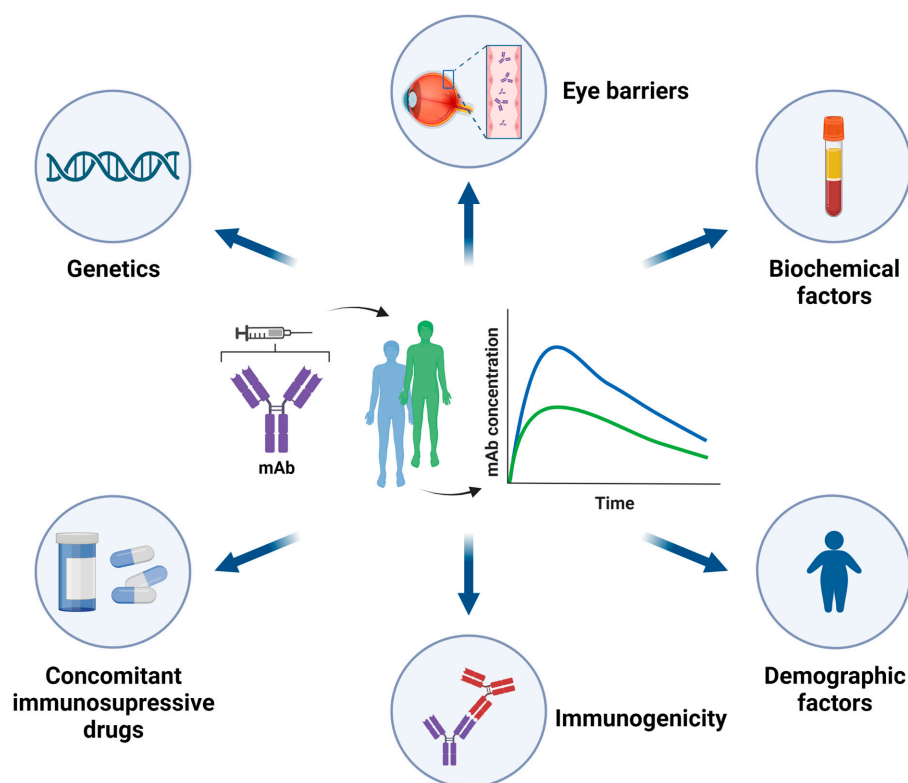 Eye barriers
Genetics
Biochemical
factors
mAb
mAb concentration
Time
Concomitant
immunosupressive
drugs
Immunogenicity
Demographic
factors